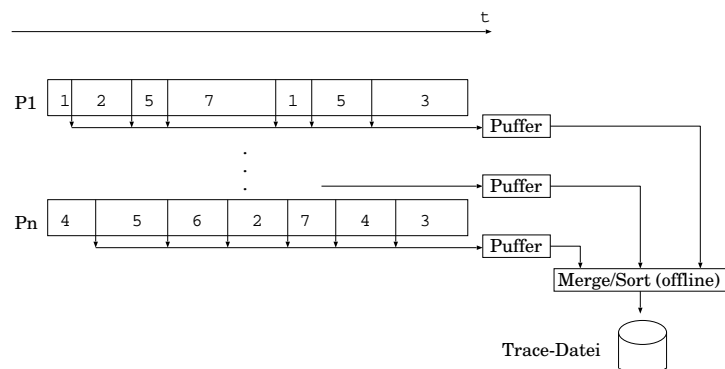 t
P1 1 2 5 7 1 5 3
Puffer
Puffer
Pn 4 5 6 2 7 4 3
Puffer
Merge/Sort (offline)
Trace-Datei